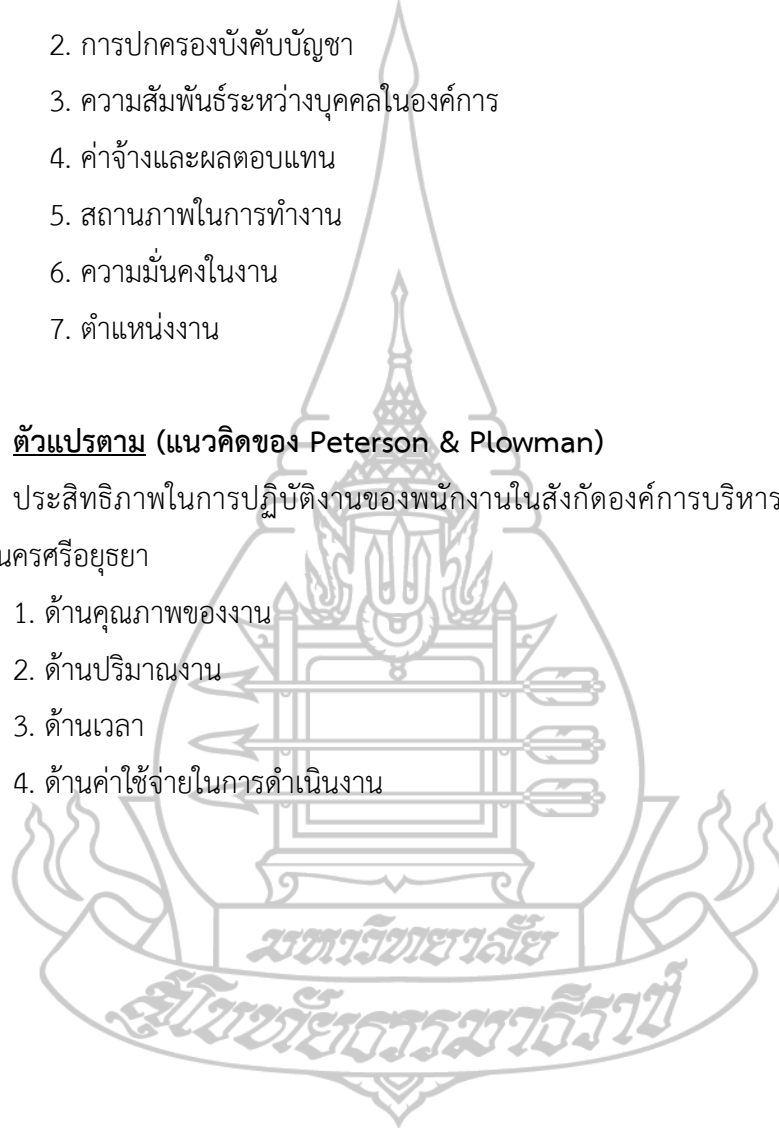 2. การปกครองบังคับบัญชา
3. ความสัมพันธ์ระหว่างบุคคลในองค์การ
4. ค่าจ้างและผลตอบแทน
5. สถานภาพในการทำงาน
6. ความมั่นคงในงาน
7. ตำแหน่งงาน
ตัวแปรตาม (แนวคิดของ Peterson & Plowman)
ประสิทธิภาพในการปฏิบัติงานของพนักงานในสังกัดองค์การบริหาร
นครศรีอยุธยา
1. ด้านคุณภาพของงาน
2. ด้านปริมาณงาน
3. ด้านเวลา
4. ด้านค่าใช้จ่ายในการดำเนินงาน
มหาวิทยาลัย
สุโขทัยธรรมาธิราช